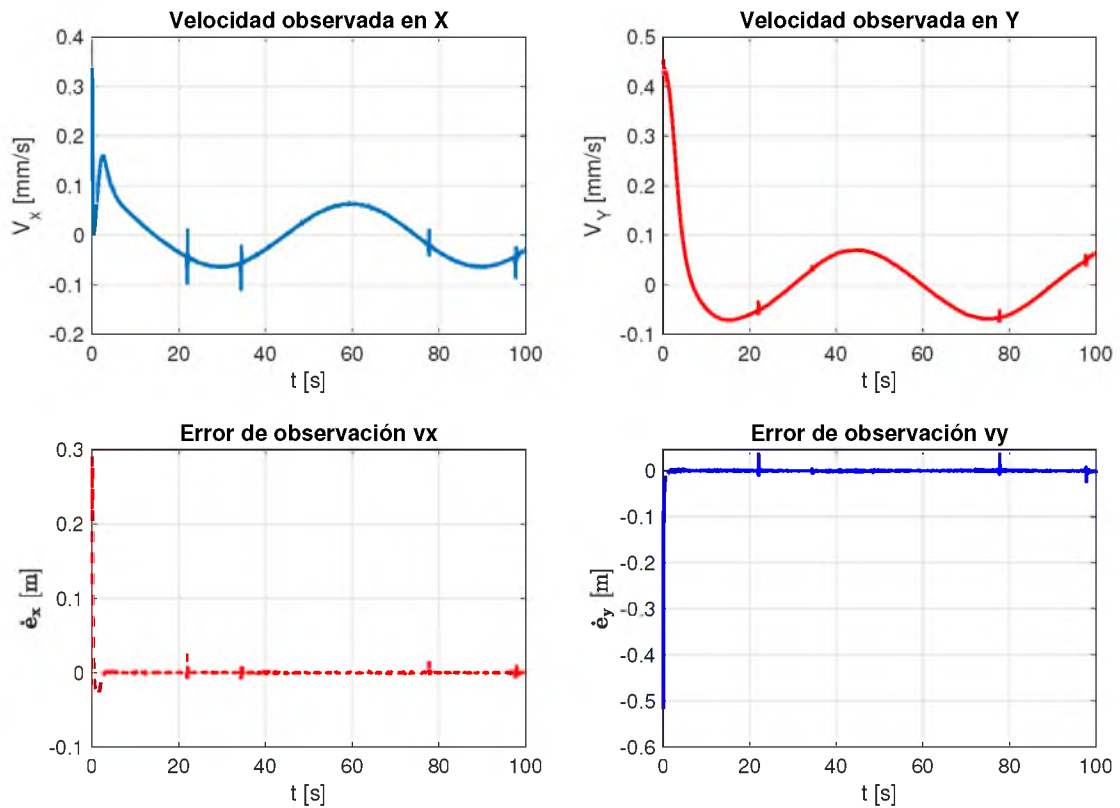 Velocidad observada en X
0.4
0.3
0.2
0.1
0
-0.1
-0.2
V_X [mm/s]
0 20 40 60 80 100
t [s]
Velocidad observada en Y
0.5
0.4
0.3
0.2
0.1
0
-0.1
V_Y [mm/s]
0 20 40 60 80 100
t [s]
Error de observación vx
0.3
0.2
0.1
0
-0.1
ė_x [m]
0 20 40 60 80 100
t [s]
Error de observación vy
0
-0.1
-0.2
-0.3
-0.4
-0.5
-0.6
ė_y [m]
0 20 40 60 80 100
t [s]